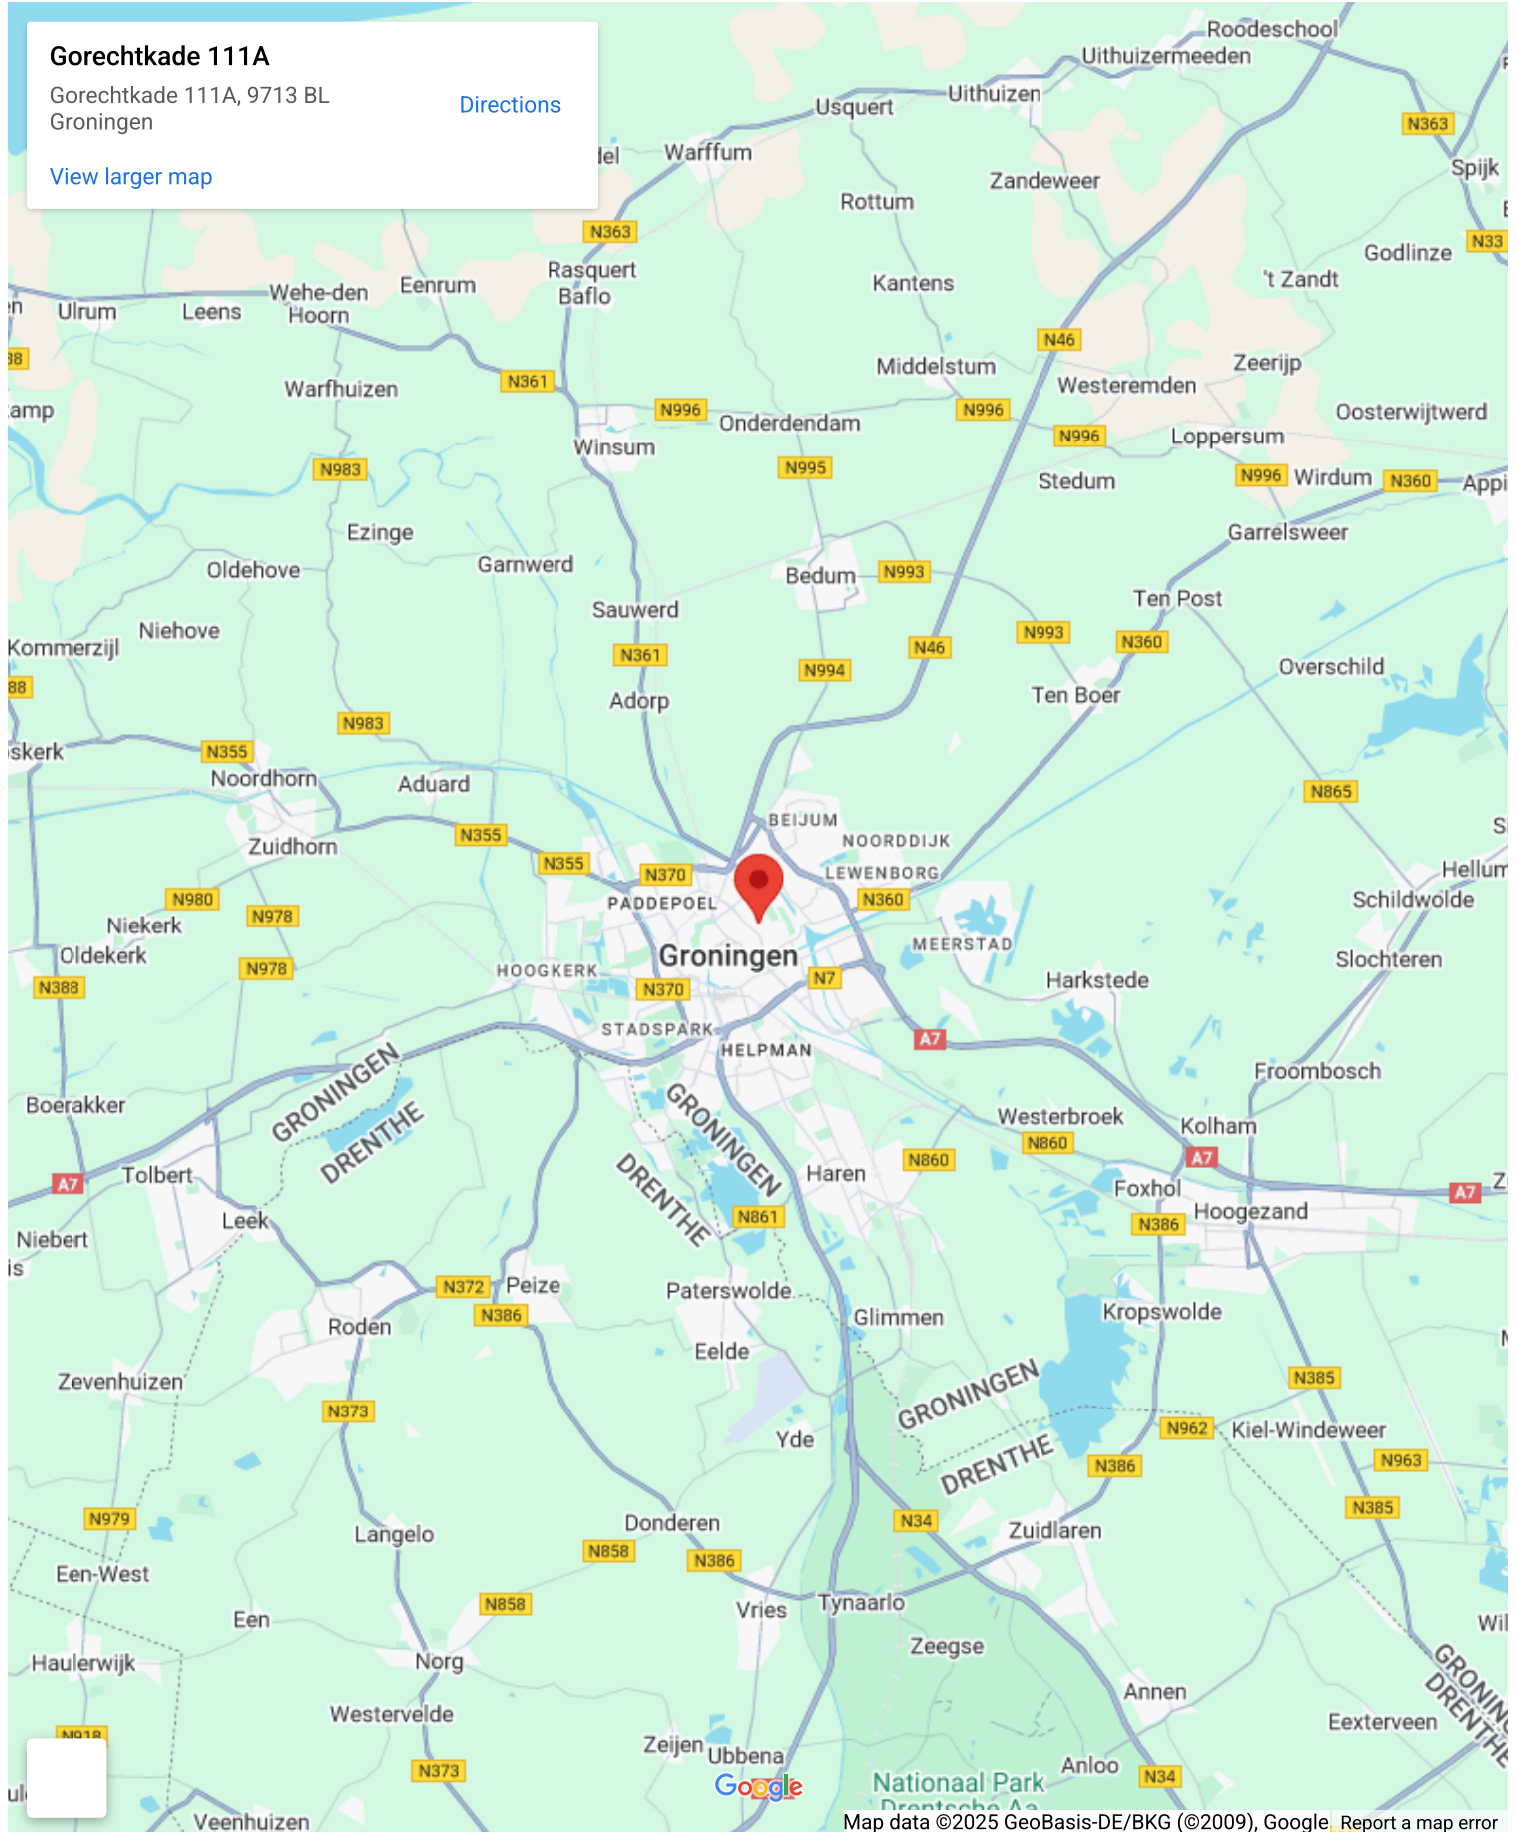 Gorechtkade 111A
Gorechtkade 111A, 9713 BL
Groningen
Directions
View larger map
Roodeschool
Uithuizermeeden
Uithuizen
Usquert
N363
Warffum
Spijk
Zandeweer
Rottum
N363
N33
Godlinze
Rasquert
't Zandt
Eenrum
Kantens
Wehe-den
Hoorn
Baflo
Ulrum
Leens
N46
Zeerijp
Middelstum
N361
Westeremden
Warfhuizen
N996
N996
Oosterwijtwerd
Onderdendam
N996
Loppersum
Winsum
N983
N995
N996
Wirdum
N360
Stedum
Ezinge
Garrelsweer
Garnwerd
Oldehove
Bedum
N993
Ten Post
Sauwerd
Niehove
N993
N360
Kommerzijl
N361
N46
N994
Overschild
Ten Boer
Adorp
N983
N355
Noordhorn
Aduard
N865
BEIJUM
N355
NOORDDIJK
Zuidhorn
N355
N370
LEWENBORG
Hellum
N980
N360
Schildwolde
PADDEPOEL
N978
Niekerk
MEERSTAD
Oldekerk
Groningen
Slochteren
N978
HOOGKERK
N7
Harkstede
N388
N370
STADSPARK
A7
HELPMAN
GRONINGEN
DRENTHE
Froombosch
Boerakker
GRONINGEN
DRENTHE
Westerbroek
Kolham
N860
N860
A7
Haren
Tolbert
A7
Foxhol
A7
Leek
N861
Hoogezand
N386
Niebert
N372
Peize
Paterswolde
N386
Glimmen
Kropswolde
Roden
Eelde
Zevenhuizen
N385
GRONINGEN
DRENTHE
N373
N962
Kiel-Windeweer
Yde
N386
N963
N385
N979
Donderen
N34
Langelo
Zuidlaren
N858
N386
Een-West
N858
Tynaarlo
Vries
Een
Zeegse
Haulerwijk
Norg
Annen
Westervelde
Eexterveen
N918
Zeijen
Ubbena
GRONING
DRENTHE
Anloo
N373
N34
Google
Nationaal Park
Drentsche Aa
Veenhuizen
Map data ©2025 GeoBasis-DE/BKG (©2009), Google
Report a map error